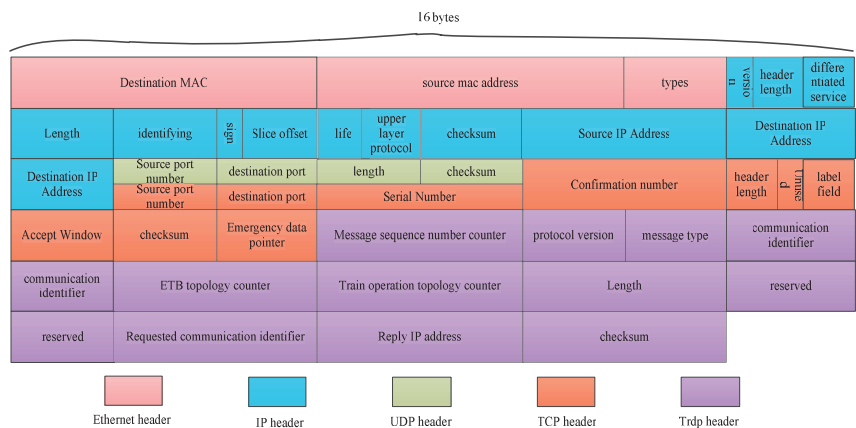 16 bytes
Destination MAC
source mac address
types
versio
n
header
length
differe
ntiated
service
Length
identifying
sign
Slice offset
life
upper
layer
protocol
checksum
Source IP Address
Destination IP
Address
Destination IP
Address
Source port
number
destination port
length
checksum
Source port
number
destination port
Serial Number
Confirmation number
header
length
Unuse
d
label
field
Accept Window
checksum
Emergency data
pointer
Message sequence number counter
protocol version
message type
communication
identifier
communication
identifier
ETB topology counter
Train operation topology counter
Length
reserved
reserved
Requested communication identifier
Reply IP address
checksum
Ethernet header
IP header
UDP header
TCP header
Trdp header